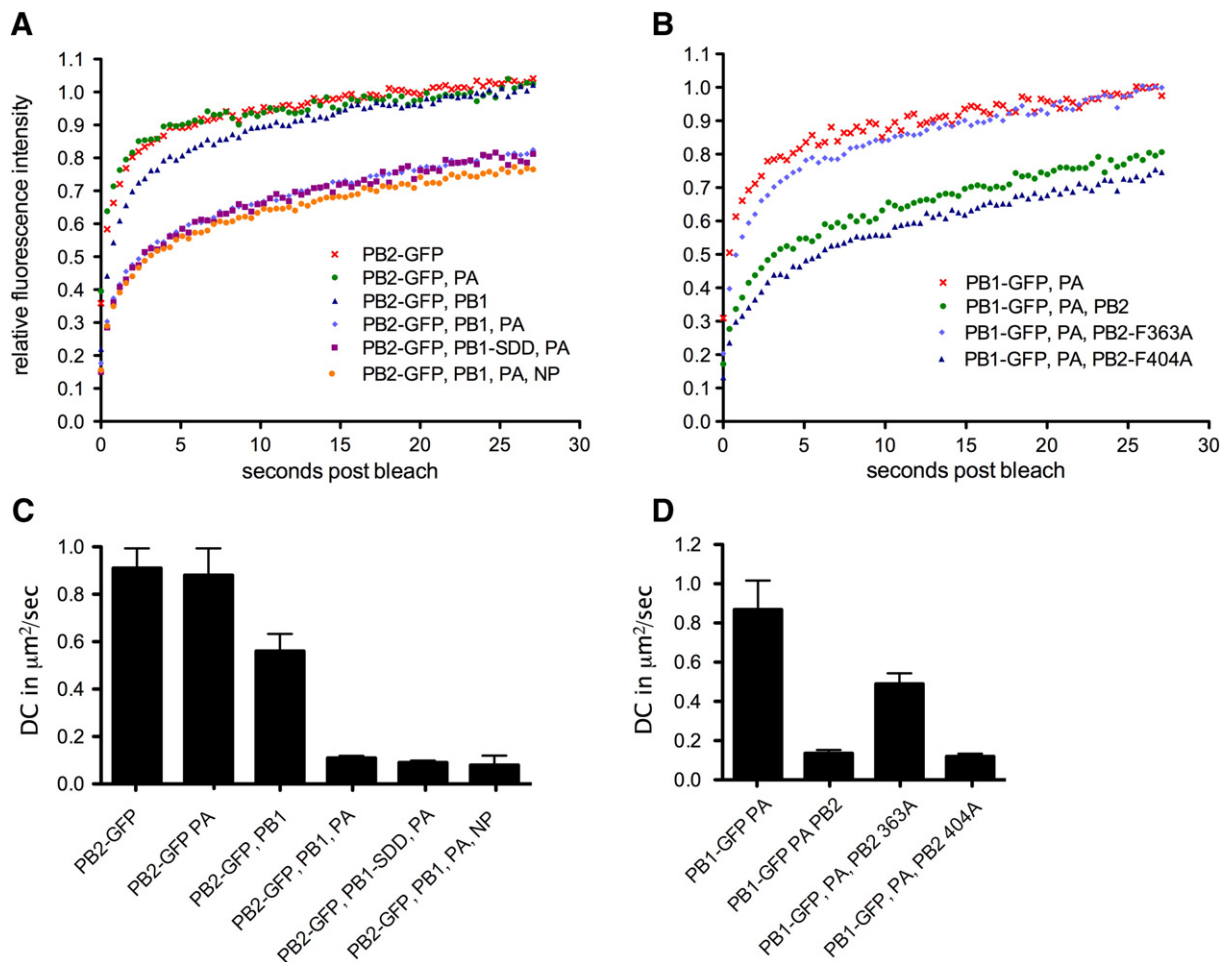 A
1.1
1.0
0.9
0.8
0.7
0.6
0.5
0.4
0.3
0.2
0.1
0.0
relative fluorescence intensity
PB2-GFP
PB2-GFP, PA
PB2-GFP, PB1
PB2-GFP, PB1, PA
PB2-GFP, PB1-SDD, PA
PB2-GFP, PB1, PA, NP
0 5 10 15 20 25 30
seconds post bleach
B
1.1
1.0
0.9
0.8
0.7
0.6
0.5
0.4
0.3
0.2
0.1
0.0
PB1-GFP, PA
PB1-GFP, PA, PB2
PB1-GFP, PA, PB2-F363A
PB1-GFP, PA, PB2-F404A
0 5 10 15 20 25 30
seconds post bleach
C
1.0
0.8
0.6
0.4
0.2
0.0
DC in μm²/sec
PB2-GFP
PB2-GFP PA
PB2-GFP, PB1
PB2-GFP, PB1, PA
PB2-GFP, PB1-SDD, PA
PB2-GFP, PB1, PA, NP
D
1.2
1.0
0.8
0.6
0.4
0.2
0.0
DC in μm²/sec
PB1-GFP PA
PB1-GFP PA PB2
PB1-GFP, PA, PB2 363A
PB1-GFP, PA, PB2 404A